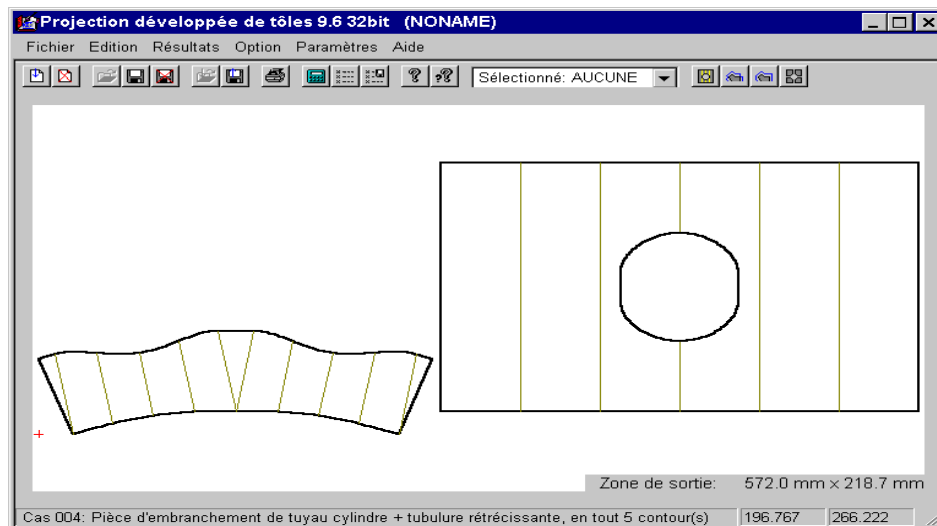 Projection développée de tôles 9.6 32bit (NONAME)
Fichier Edition Résultats Option Paramètres Aide
Sélectionné: AUCUNE
Zone de sortie: 572.0 mm × 218.7 mm
Cas 004: Pièce d'embranchement de tuyau cylindre + tubulure rétrécissante, en tout 5 contour(s) 196.767 266.222